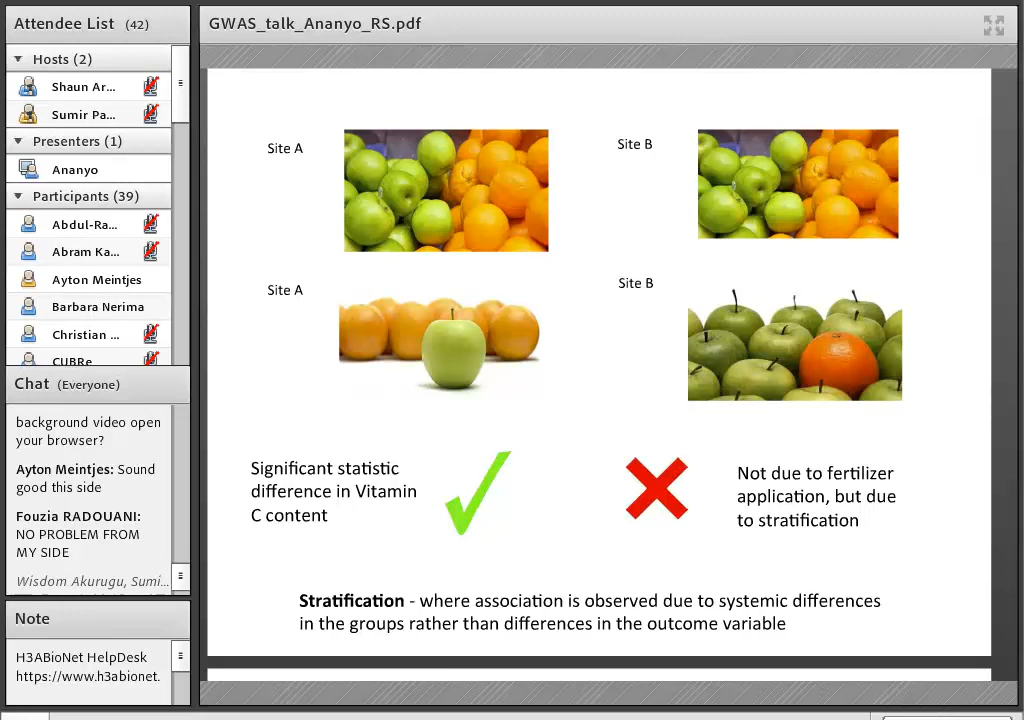 Attendee List (42)
Hosts (2)
Shaun Ar...
Sumir Pa...
Presenters (1)
Ananyo
Participants (39)
Abdul-Ra...
Abram Ka...
Ayton Meintjes
Barbara Nerima
Christian ...
CUBRe
Chat (Everyone)
background video open
your browser?
Ayton Meintjes: Sound
good this side
Fouzia RADOUANI:
NO PROBLEM FROM
MY SIDE
Wisdom Akurugu, Sumi...
Note
H3ABioNet HelpDesk
https://www.h3abionet.
GWAS_talk_Ananyo_RS.pdf
Site A
Site B
Site A
Site B
Significant statistic
difference in Vitamin
C content
Not due to fertilizer
application, but due
to stratification
Stratification - where association is observed due to systemic differences
in the groups rather than differences in the outcome variable